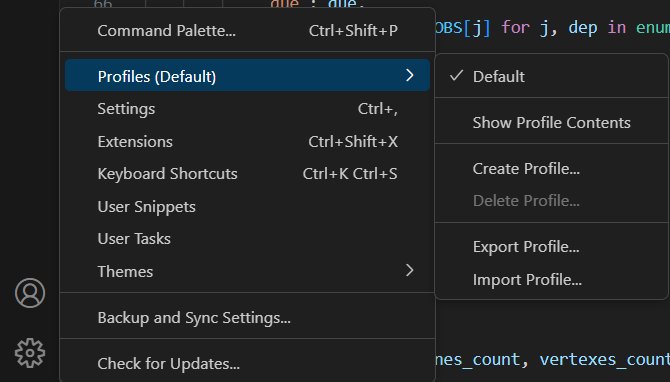 66
due : due,
Command Palette... Ctrl+Shift+P
OBS[j] for j, dep in enum
Profiles (Default)
Default
Settings Ctrl+,
Show Profile Contents
Extensions Ctrl+Shift+X
Create Profile...
Keyboard Shortcuts Ctrl+K Ctrl+S
Delete Profile...
User Snippets
User Tasks
Export Profile...
Themes
Import Profile...
Backup and Sync Settings...
Check for Updates...
nes_count, vertexes_count